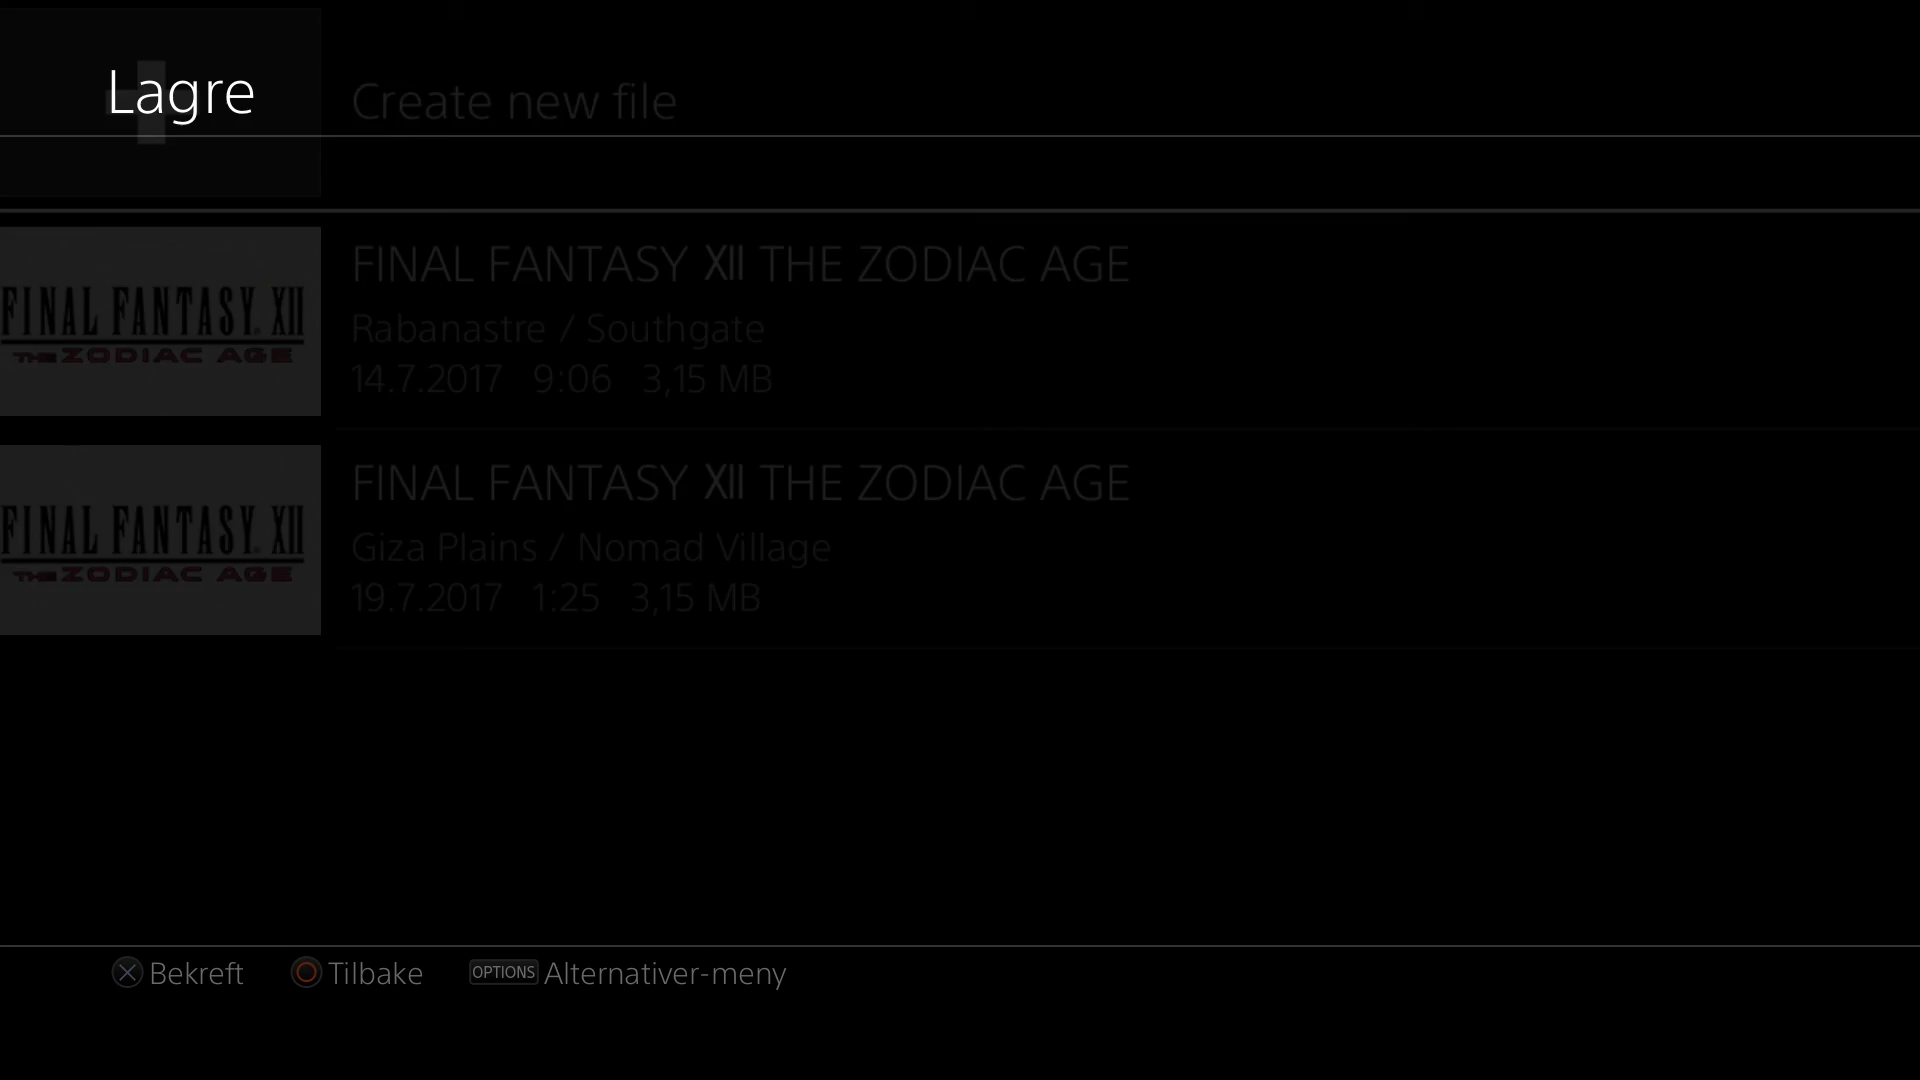 Lagre
Create new file
FINAL FANTASY XII
THE ZODIAC AGE
FINAL FANTASY XII THE ZODIAC AGE
Rabanastre / Southgate
14.7.2017 9:06 3,15 MB
FINAL FANTASY XII
THE ZODIAC AGE
FINAL FANTASY XII THE ZODIAC AGE
Giza Plains / Nomad Village
19.7.2017 1:25 3,15 MB
Bekreft Tilbake OPTIONS Alternativer-meny